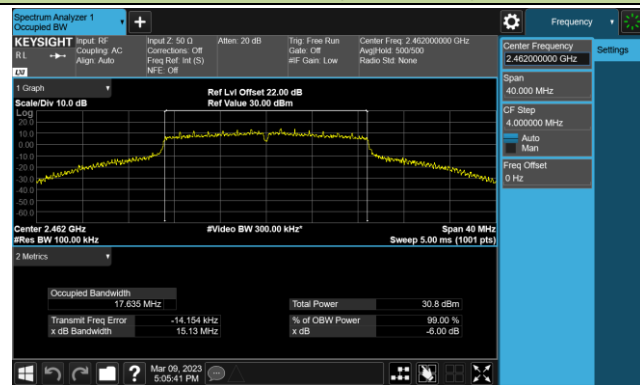 Spectrum Analyzer 1
Occupied BW
Frequency
KEYSIGHT
Input: RF
Coupling: AC
Align: Auto
Input Z: 50 Ω
Corrections: Off
Freq Ref: Int (S)
NFE: Off
Atten: 20 dB
Trig: Free Run
Gate: Off
#IF Gain: Low
Center Freq: 2.462000000 GHz
Avg|Hold: 500/500
Radio Std: None
R L
LXI
Center Frequency
2.462000000 GHz
Settings
Span
40.000 MHz
CF Step
4.000000 MHz
Auto
Man
Freq Offset
0 Hz
1 Graph
Scale/Div 10.0 dB
Ref Lvl Offset 22.00 dB
Ref Value 30.00 dBm
Log
20.0
10.0
0.00
-10.0
-20.0
-30.0
-40.0
-50.0
-60.0
Center 2.462 GHz
#Video BW 300.00 kHz*
Span 40 MHz
#Res BW 100.00 kHz
Sweep 5.00 ms (1001 pts)
2 Metrics
Occupied Bandwidth
17.635 MHz
Total Power 30.8 dBm
Transmit Freq Error -14.154 kHz
% of OBW Power 99.00 %
x dB Bandwidth 15.13 MHz
x dB -6.00 dB
Mar 09, 2023
5:05:41 PM